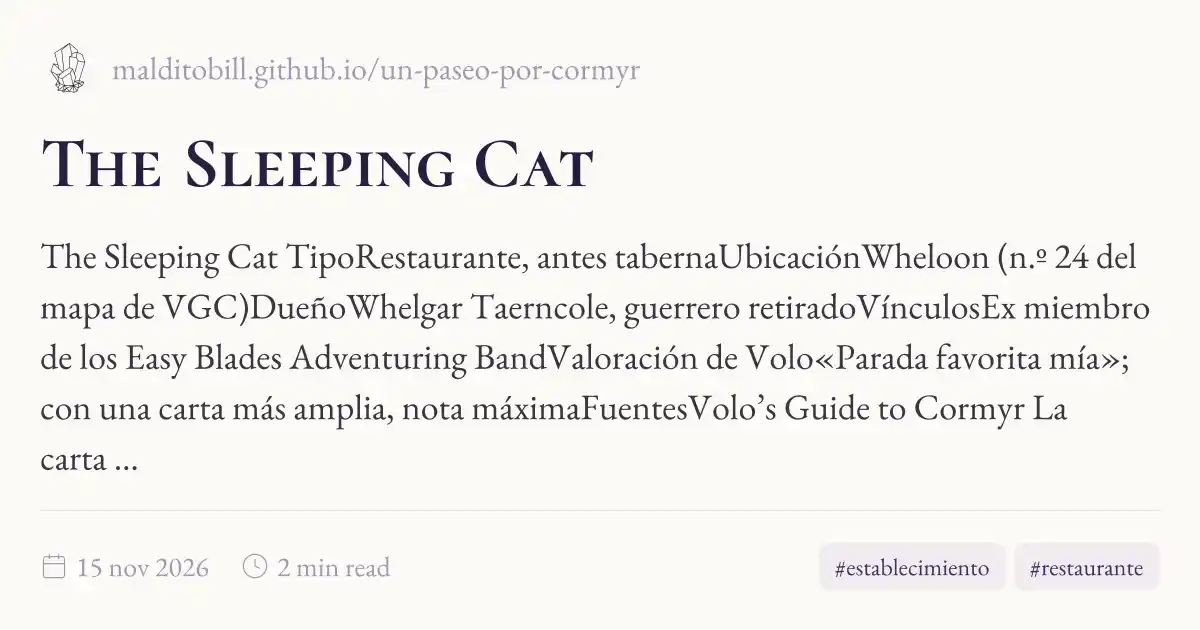 malditobill.github.io/un-paseo-por-cormyr
The Sleeping Cat
The Sleeping Cat TipoRestaurante, antes tabernaUbicaciónWheloon (n.º 24 del
mapa de VGC)DueñoWhelgar Taerncole, guerrero retiradoVínculosEx miembro
de los Easy Blades Adventuring BandValoración de Volo«Parada favorita mía»;
con una carta más amplia, nota máximaFuentesVolo’s Guide to Cormyr La
carta ...
15 nov 2026 2 min read #establecimiento #restaurante